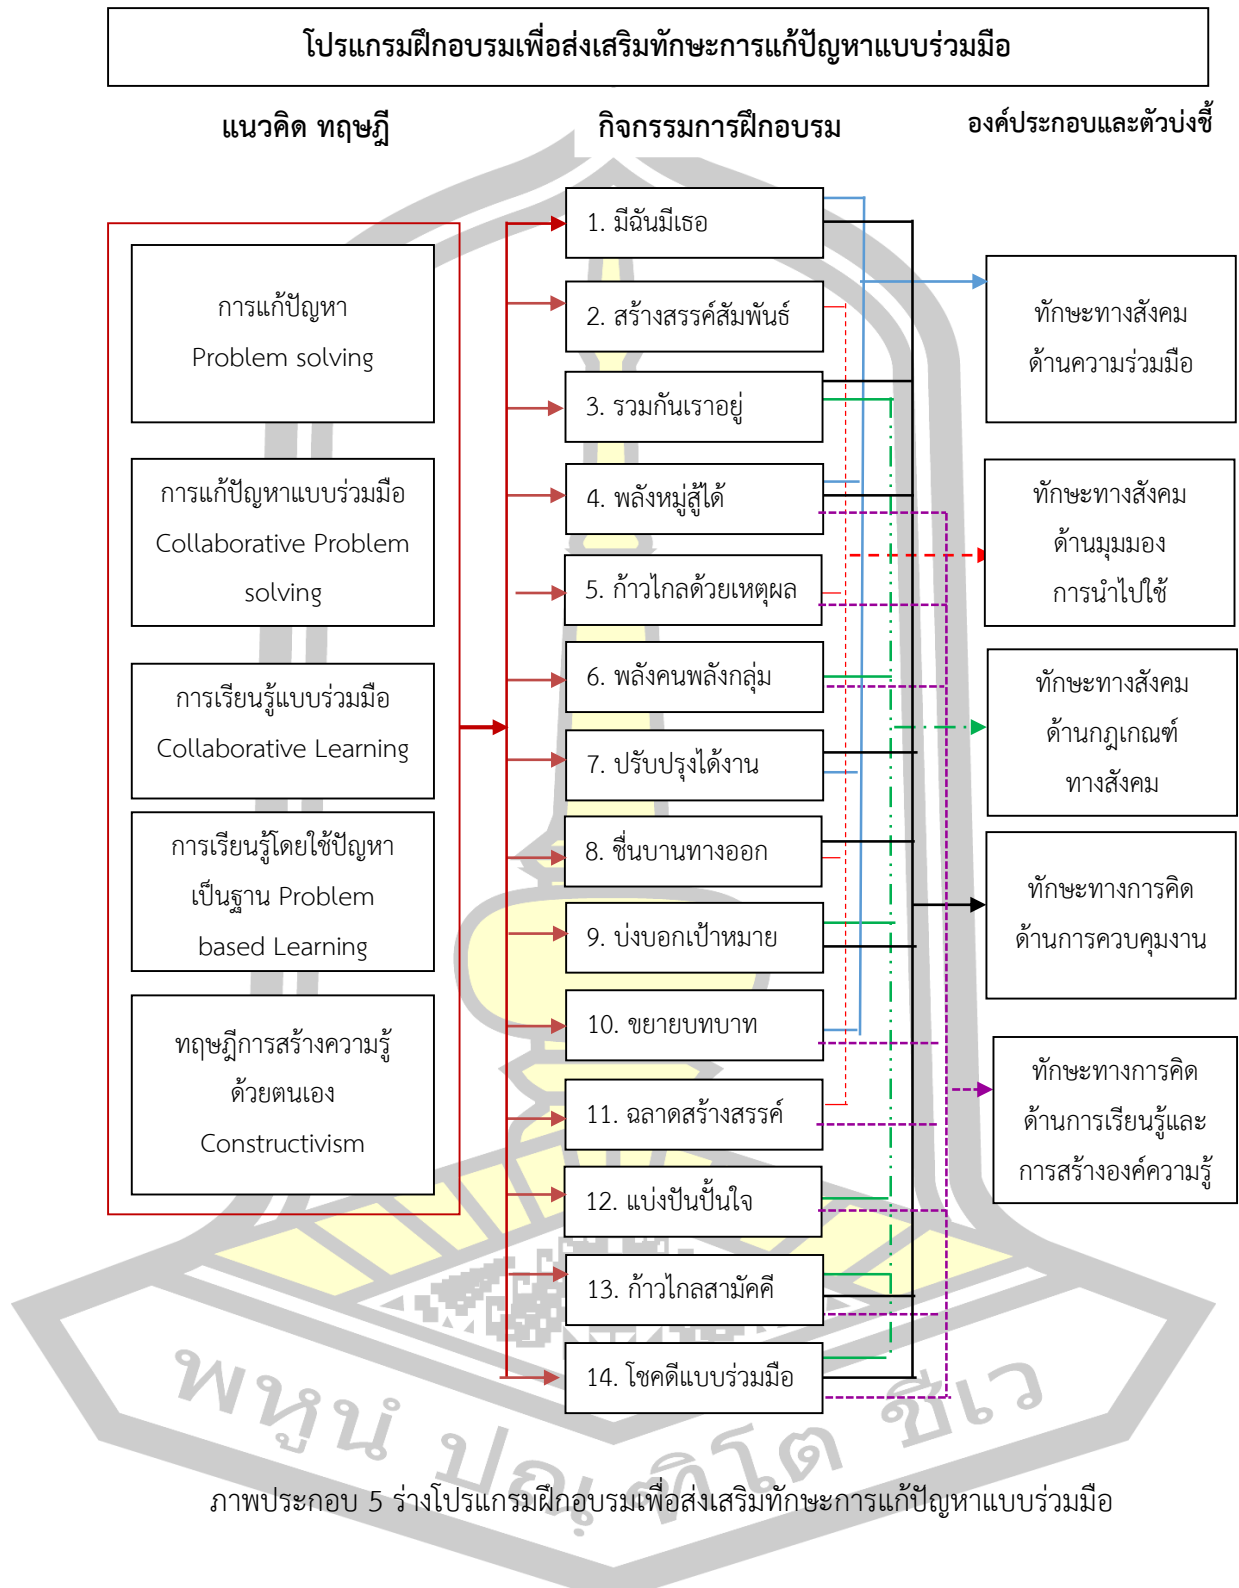 โปรแกรมฝึกอบรมเพื่อส่งเสริมทักษะการแก้ปัญหาแบบร่วมมือ
แนวคิด ทฤษฎี
กิจกรรมการฝึกอบรม
องค์ประกอบและตัวบ่งชี้
การแก้ปัญหา
Problem solving
การแก้ปัญหาแบบร่วมมือ
Collaborative Problem
solving
การเรียนรู้แบบร่วมมือ
Collaborative Learning
การเรียนรู้โดยใช้ปัญหา
เป็นฐาน Problem
based Learning
ทฤษฎีการสร้างความรู้
ด้วยตนเอง
Constructivism
1. มีฉันมีเธอ
2. สร้างสรรค์สัมพันธ์
3. รวมกันเราอยู่
4. พลังหมู่สู้ได้
5. ก้าวไกลด้วยเหตุผล
6. พลังคนพลังกลุ่ม
7. ปรับปรุงได้งาน
8. ชื่นบานทางออก
9. บ่งบอกเป้าหมาย
10. ขยายบทบาท
11. ฉลาดสร้างสรรค์
12. แบ่งปันปั้นใจ
13. ก้าวไกลสามัคคี
14. โชคดีแบบร่วมมือ
ทักษะทางสังคม
ด้านความร่วมมือ
ทักษะทางสังคม
ด้านมุมมอง
การนำไปใช้
ทักษะทางสังคม
ด้านกฎเกณฑ์
ทางสังคม
ทักษะทางการคิด
ด้านการควบคุมงาน
ทักษะทางการคิด
ด้านการเรียนรู้และ
การสร้างองค์ความรู้
พหูนํ ปณฺฑิโต ชีเว
ภาพประกอบ 5 ร่างโปรแกรมฝึกอบรมเพื่อส่งเสริมทักษะการแก้ปัญหาแบบร่วมมือ